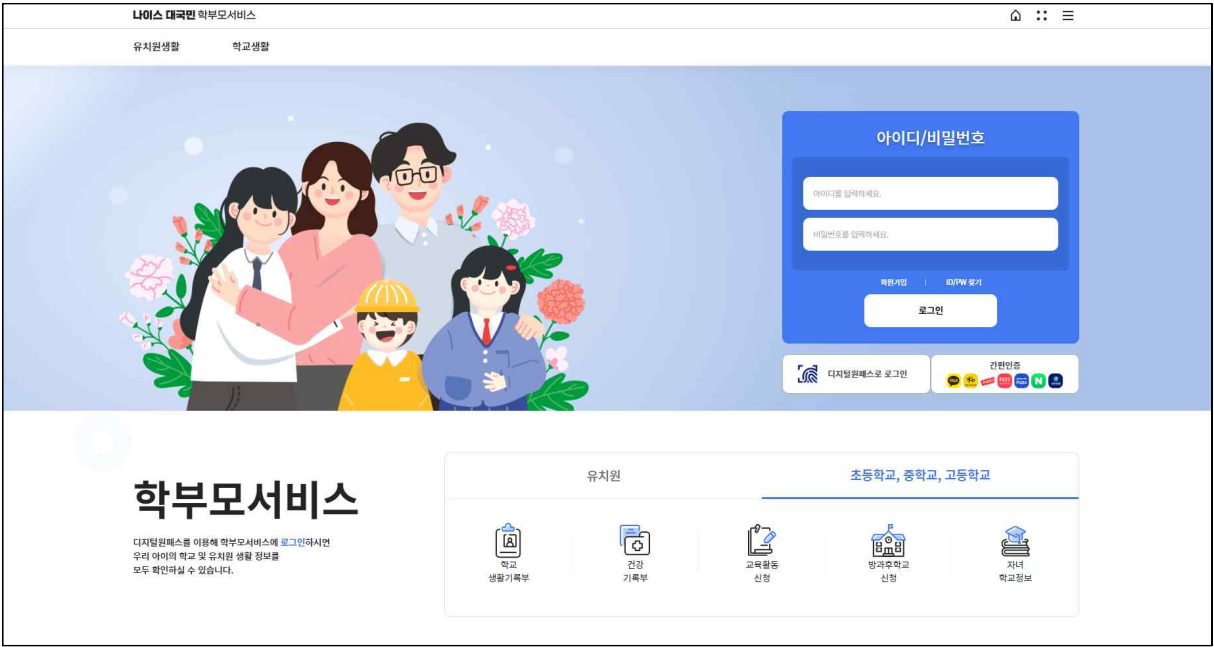 나이스 대국민 학부모서비스
유치원생활 학교생활
아이디/비밀번호
아이디를 입력하세요.
비밀번호를 입력하세요.
회원가입 | ID/PW 찾기
로그인
디지털원패스로 로그인
간편인증
학부모서비스
디지털원패스를 이용해 학부모서비스에 로그인하시면
우리 아이의 학교 및 유치원 생활 정보를
모두 확인하실 수 있습니다.
유치원
초등학교, 중학교, 고등학교
학교
생활기록부
건강
기록부
교육활동
신청
방과후학교
신청
자녀
학교정보